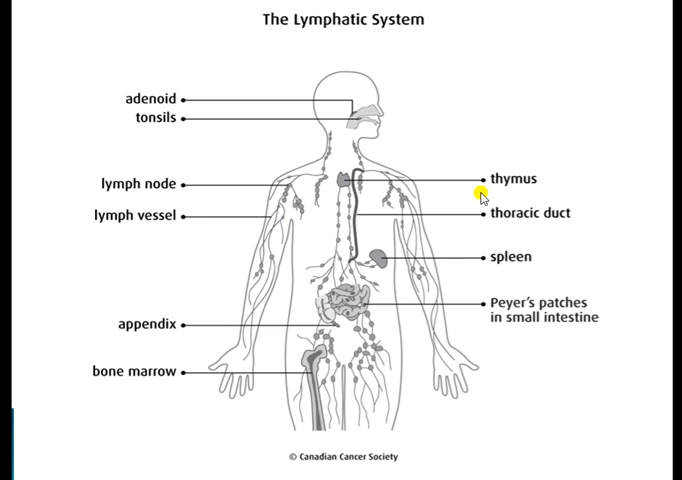 The Lymphatic System
adenoid
tonsils
lymph node
lymph vessel
appendix
bone marrow
thymus
thoracic duct
spleen
Peyer's patches
in small intestine
© Canadian Cancer Society